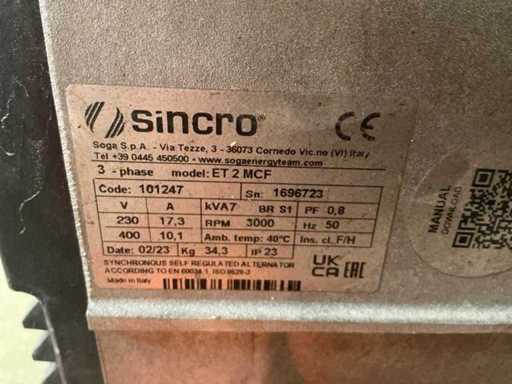 sincro® CE
Soga S.p.A. - Via Tezze, 3 - 36073 Cornedo Vic.no (VI) Italy
Tel +39 0445 450500 - www.sogaenergyteam.com
3 - phase model: ET 2 MCF
Code: 101247 Sn: 1696723
V A kVA7 BR S1 PF 0,8
230 17,3 RPM 3000 Hz 50
400 10,1 Amb. temp: 40°C Ins. cl. F/H
Date: 02/23 Kg 34,3 IP 23
SYNCHRONOUS SELF REGULATED ALTERNATOR
ACCORDING TO EN 60034.1, ISO 8528-3
Made in Italy
UK CA EAC
MANUAL
DOWNLOAD